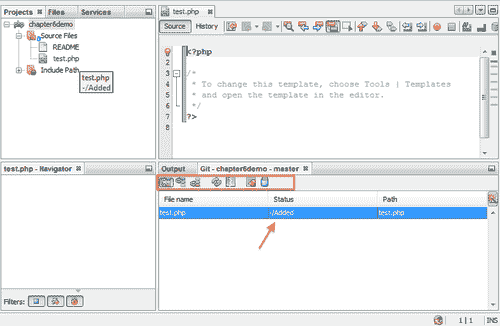 Projects Files Services
chapter6demo
Source Files
README
test.php
Include Path
test.php
-/Added
test.php
Source History
1
2 <?php
3 /*
4 * To change this template, choose Tools | Templates
5 * and open the template in the editor.
6 */
7 ?>
8
test.php - Navigator
Filters:
Output Git - chapter6demo - master
File name Status Path
test.php -/Added test.php
1 | 1 INS